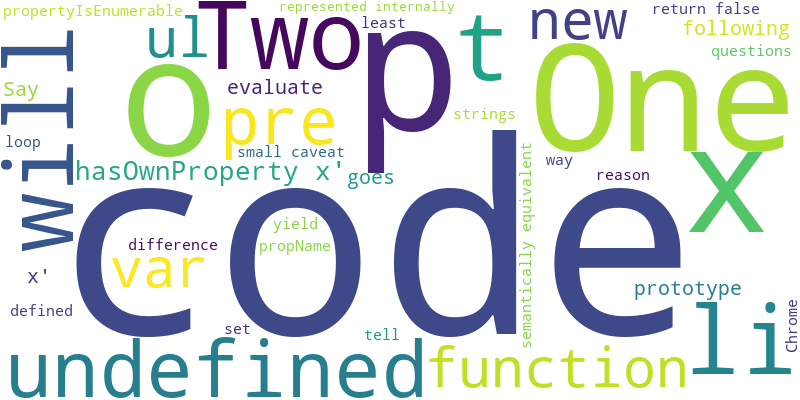 propertyIsEnumerable
represented internally
return false
least
Two
new
following
ul
t
questions
o
p
One
will
Say
evaluate
pre
strings
loop
small caveat
x
way
hasOwnProperty x'
goes
reason
code
semantically equivalent
yield
difference
propName
var
x'
prototype
defined
set
tell
Chrome
li
undefined
function